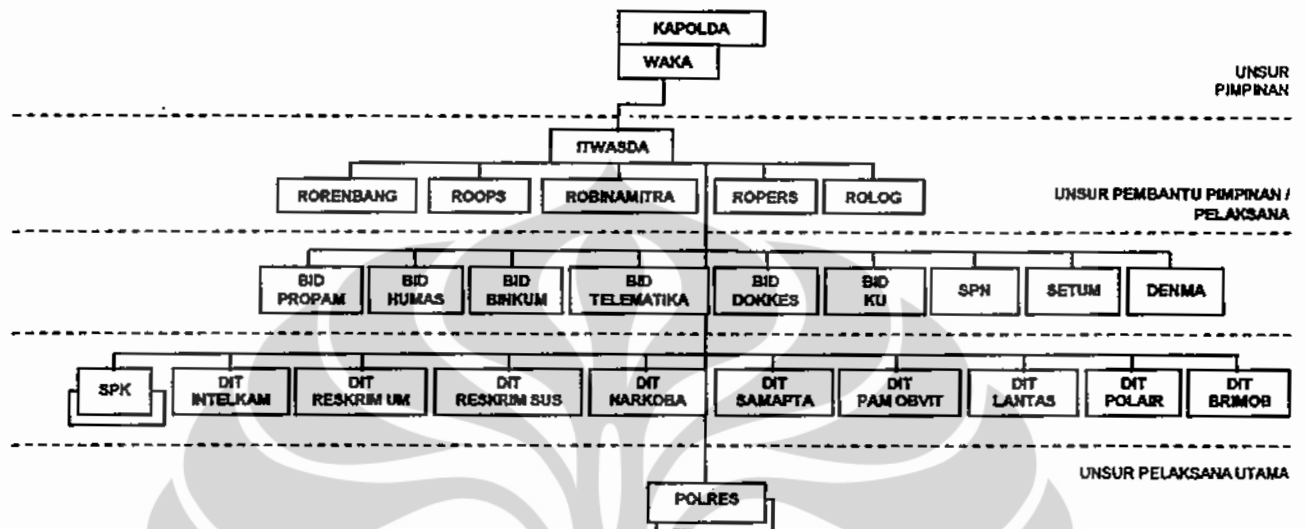 KAPOLDA
WAKA
UNSUR
PIMPINAN
ITWASDA
RORENBANG
ROOPS
ROBINAMITRA
ROPERS
ROLOG
UNSUR PEMBANTU PIMPINAN /
PELAKSANA
BID
PROPAM
BID
HUMAS
BID
BINKUM
BID
TELEMATIKA
BID
DOKKES
BID
KU
SPN
SETUM
DENMA
SPK
DIT
INTELKAM
DIT
RESKRIM UM
DIT
RESKRIM SUS
DIT
NARKOBA
DIT
SAMAPTA
DIT
PAM OBVIT
DIT
LANTAS
DIT
POLAIR
DIT
BRIMOB
UNSUR PELAKSANA UTAMA
POLRES